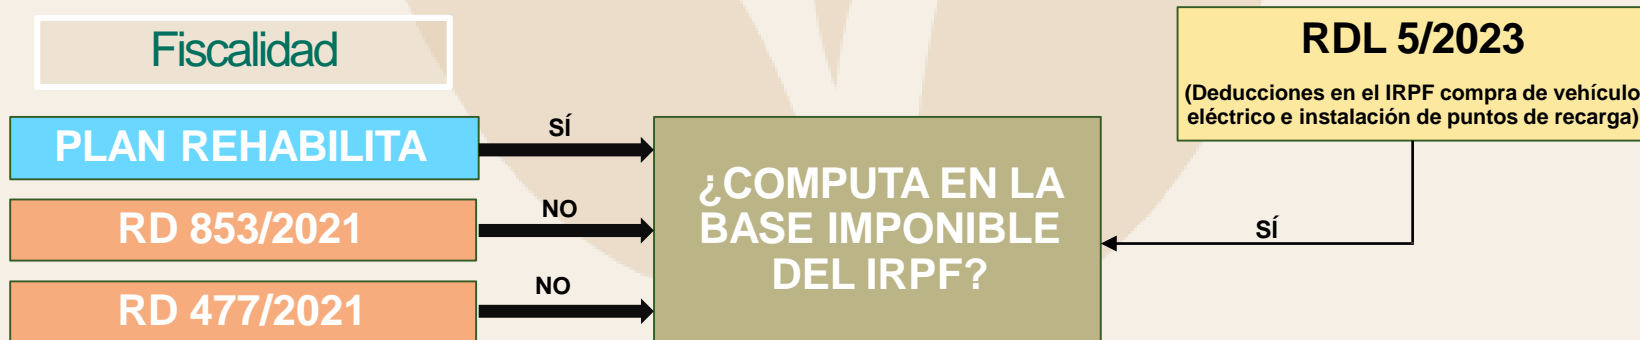 Fiscalidad
RDL 5/2023
(Deducciones en el IRPF compra de vehículo
eléctrico e instalación de puntos de recarga)
PLAN REHABILITA
SÍ
RD 853/2021
NO
RD 477/2021
NO
¿COMPUTA EN LA
BASE IMPONIBLE
DEL IRPF?
SÍ